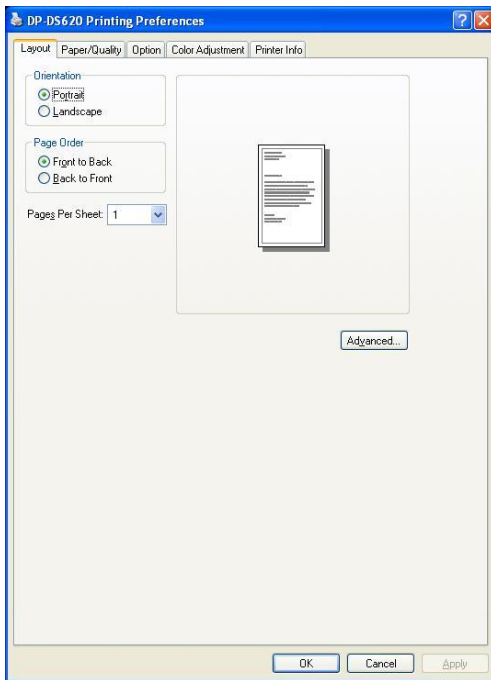 DP-DS620 Printing Preferences
Layout Paper/Quality Option Color Adjustment Printer Info
Orientation
Portrait
Landscape
Page Order
Front to Back
Back to Front
Pages Per Sheet: 1
Advanced...
OK Cancel Apply